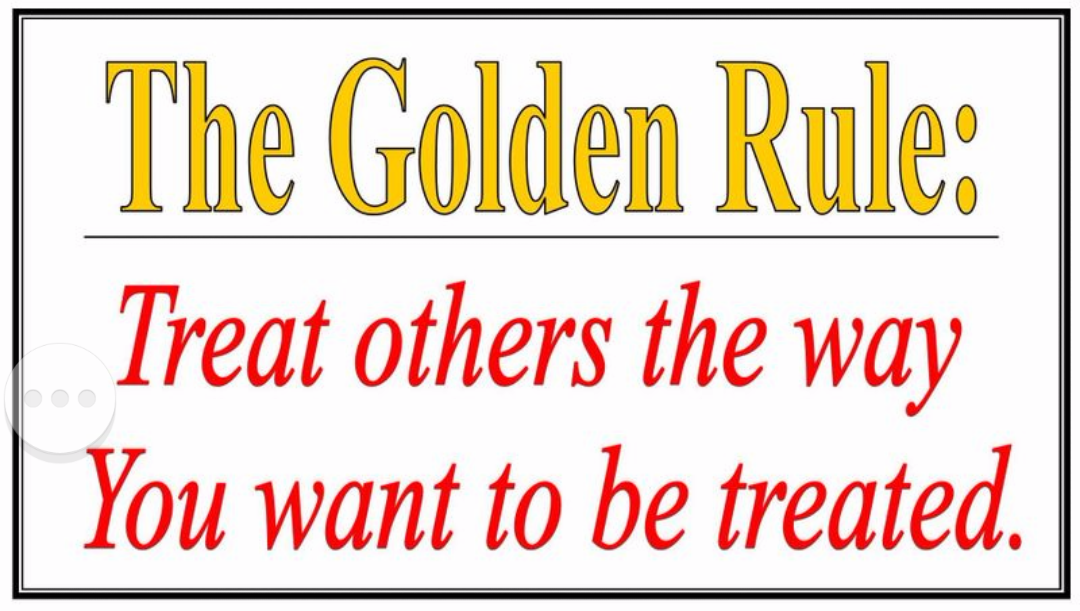 The Golden Rule:
Treat others the way
You want to be treated.